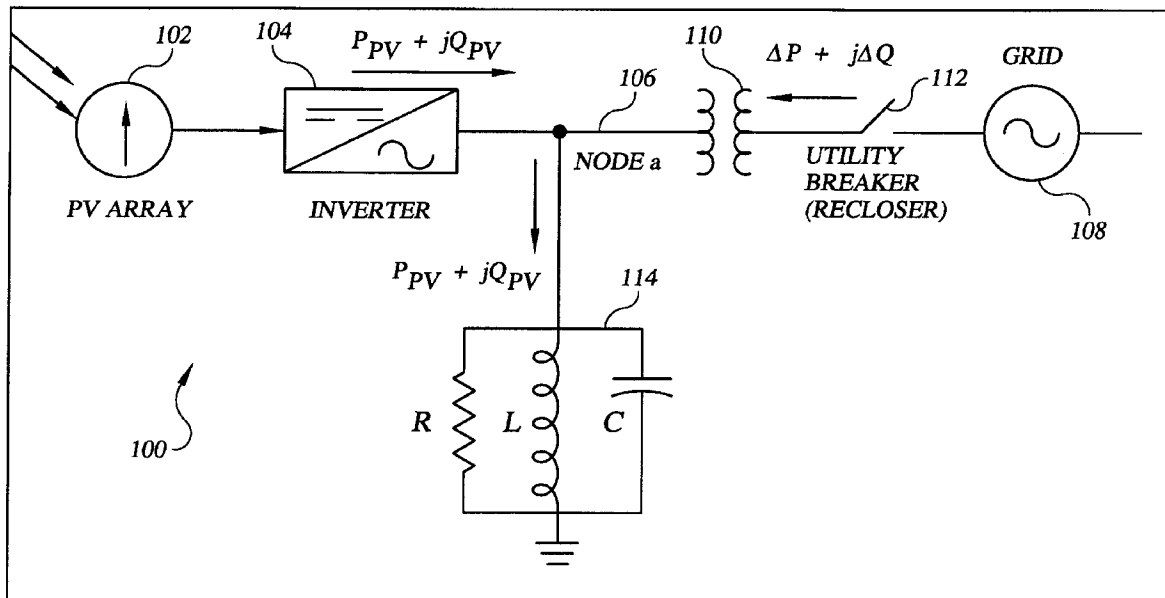 102
104
P_PV + jQ_PV
110
ΔP + jΔQ
112
GRID
106
NODE a
PV ARRAY
INVERTER
UTILITY
BREAKER
(RECLOSER)
108
P_PV + jQ_PV
114
R
L
C
100